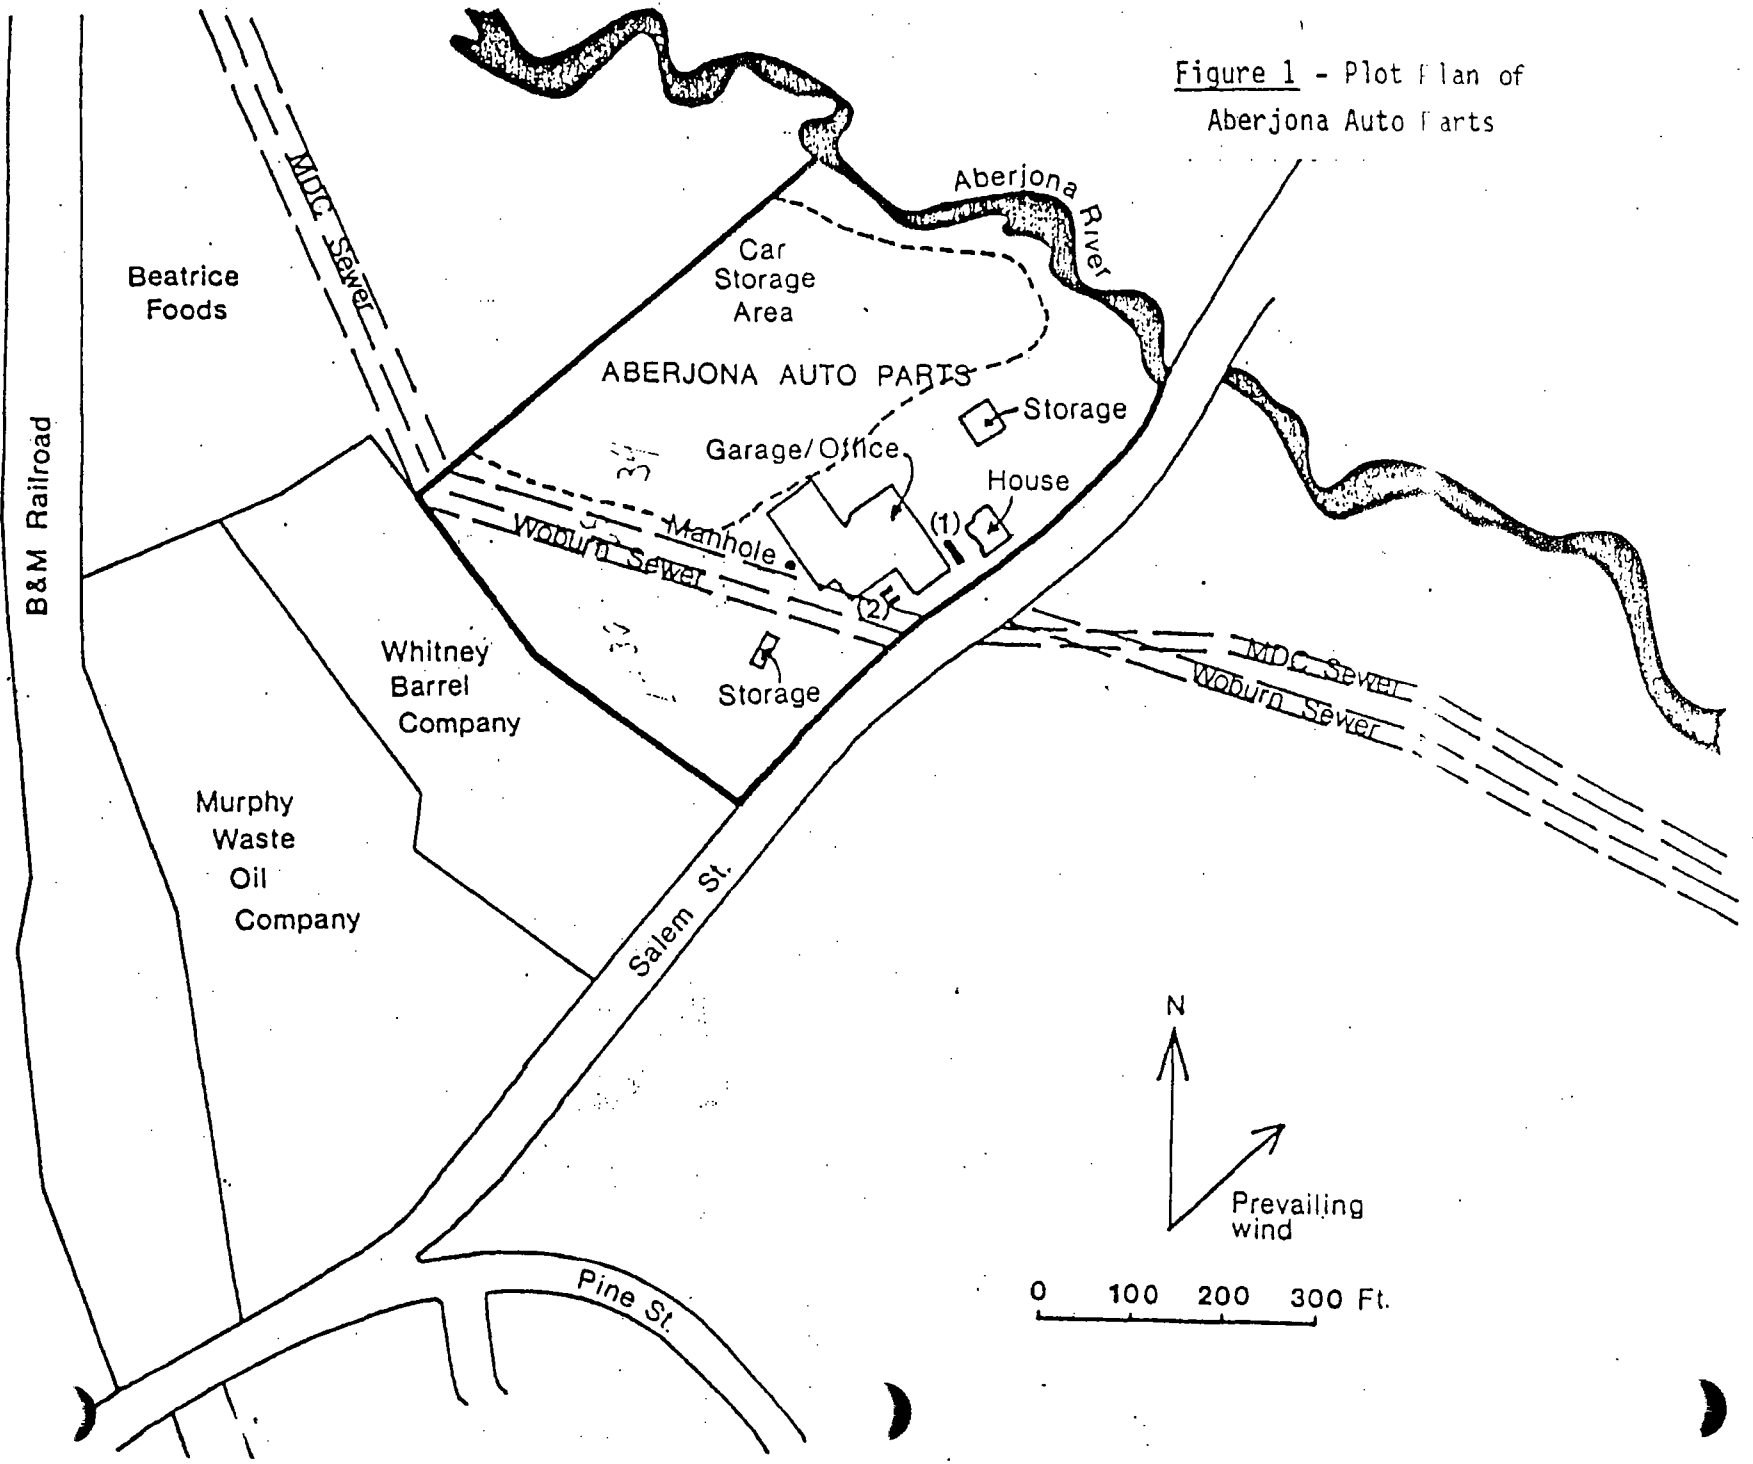 Figure 1 - Plot Plan of
Aberjona Auto Parts
MDC Sewer
Aberjona
River
Beatrice
Foods
Car
Storage
Area
ABERJONA AUTO PARTS
Storage
Garage/Office
House
(1)
Manhole
Woburn Sewer
(2)
Storage
B&M Railroad
Whitney
Barrel
Company
MDC Sewer
Woburn Sewer
Murphy
Waste
Oil
Company
Salem St.
N
Prevailing
wind
0 100 200 300 Ft.
Pine St.